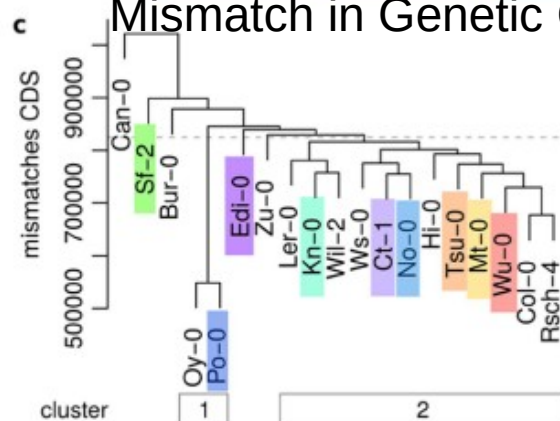 Mismatch in Genetic
c
mismatches CDS
900000
700000
500000
Can-0
Sf-2
Bur-0
Oy-0
Po-0
Edi-0
Zu-0
Ler-0
Kn-0
Wil-2
Ws-0
Ct-1
No-0
Hi-0
Tsu-0
Mt-0
Wu-0
Col-0
Rsch-4
cluster
1
2